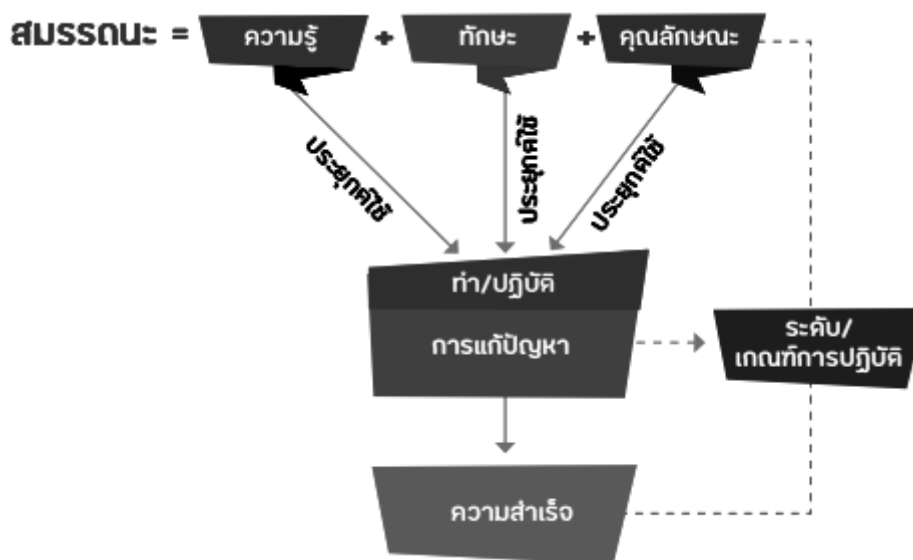 สมรรถนะ = ความรู้ + ทักษะ + คุณลักษณะ
ประยุกต์ใช้
ประยุกต์ใช้
ประยุกต์ใช้
ทำ/ปฏิบัติ
การแก้ปัญหา
ระดับ/
เกณฑ์การปฏิบัติ
ความสำเร็จ